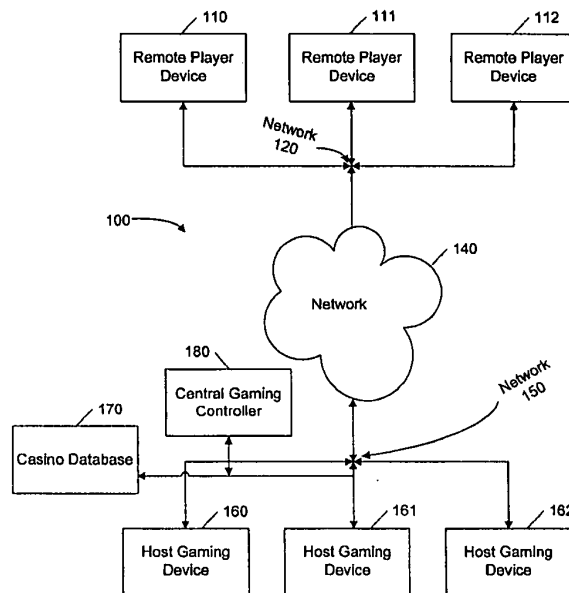 110
111
112
Remote Player
Device
Remote Player
Device
Remote Player
Device
Network
120
100
140
Network
180
Central Gaming
Controller
Network
150
170
Casino Database
160
161
162
Host Gaming
Device
Host Gaming
Device
Host Gaming
Device